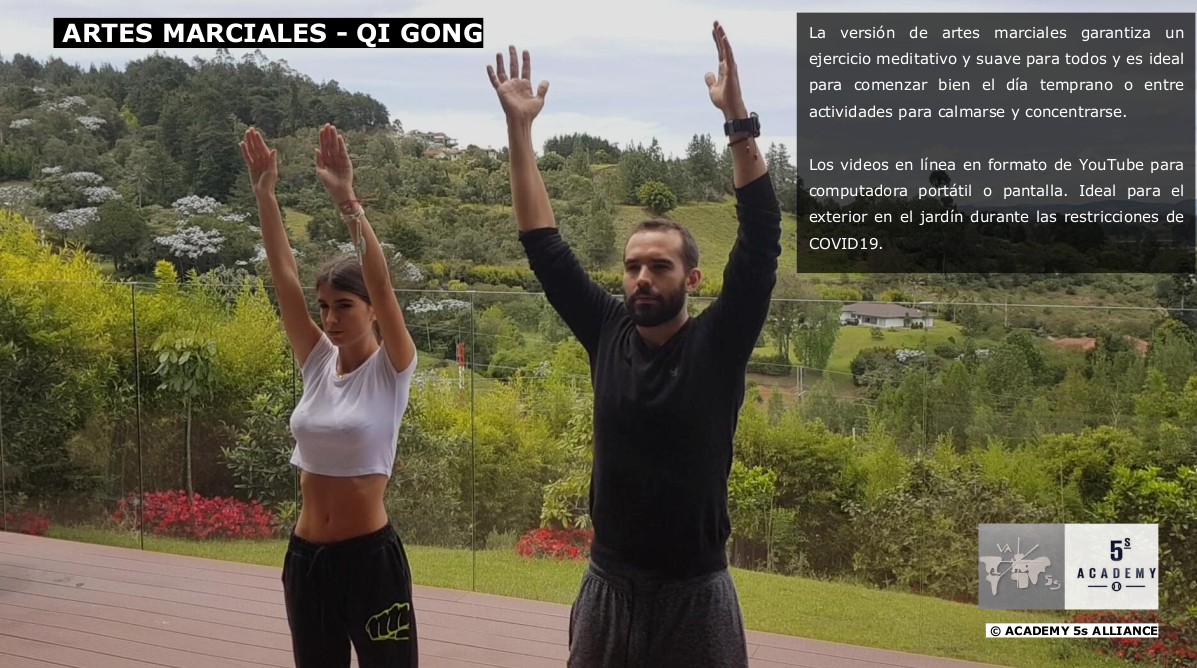 ARTES MARCIALES - QI GONG
La versión de artes marciales garantiza un
ejercicio meditativo y suave para todos y es ideal
para comenzar bien el día temprano o entre
actividades para calmarse y concentrarse.
Los videos en línea en formato de YouTube para
computadora portátil o pantalla. Ideal para el
exterior en el jardín durante las restricciones de
COVID19.
VA
5s
5s
ACADEMY
© ACADEMY 5s ALLIANCE